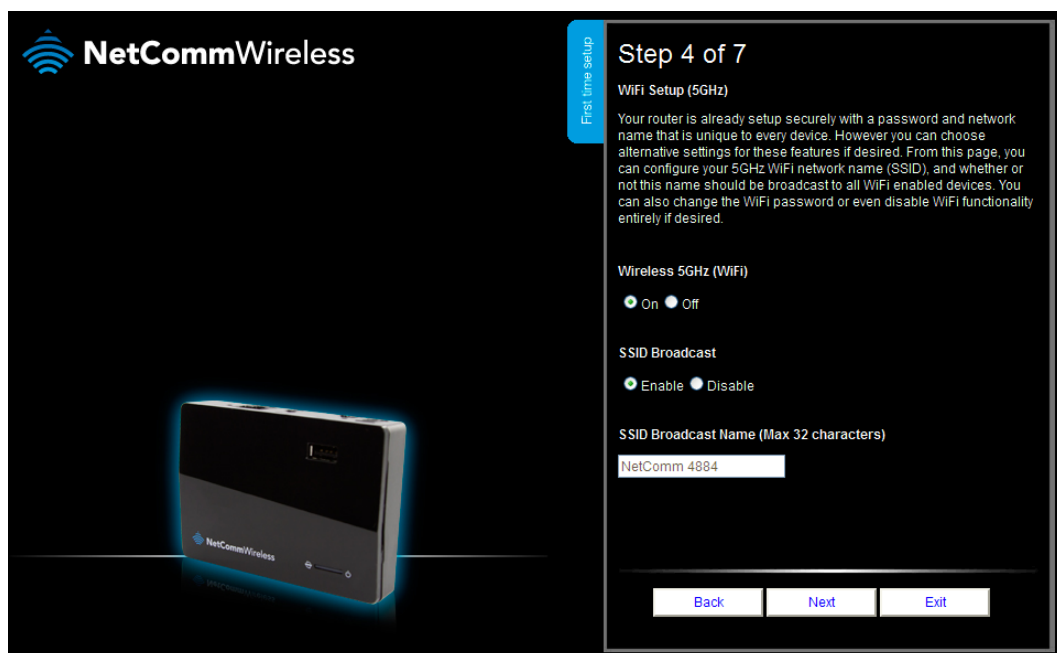 NetCommWireless
First time setup
Step 4 of 7
WiFi Setup (5GHz)
Your router is already setup securely with a password and network
name that is unique to every device. However you can choose
alternative settings for these features if desired. From this page, you
can configure your 5GHz WiFi network name (SSID), and whether or
not this name should be broadcast to all WiFi enabled devices. You
can also change the WiFi password or even disable WiFi functionality
entirely if desired.
Wireless 5GHz (WiFi)
On Off
SSID Broadcast
Enable Disable
SSID Broadcast Name (Max 32 characters)
NetComm 4884
NetCommWireless
Back Next Exit